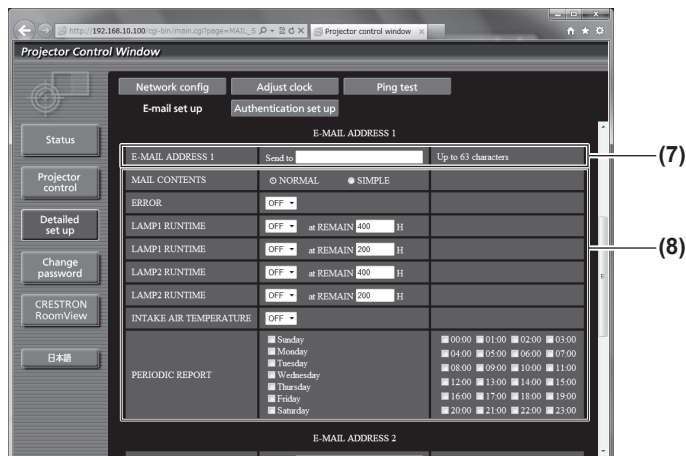 http://192.168.10.100/cgi-bin/main.cgi?page=MAIL_S
Projector control window
Projector Control Window
Network config Adjust clock Ping test
E-mail set up Authentication set up
Status
Projector control
Detailed set up
Change password
CRESTRON RoomView
日本語
E-MAIL ADDRESS 1
E-MAIL ADDRESS 1 Send to Up to 63 characters
(7)
MAIL CONTENTS NORMAL SIMPLE
ERROR OFF
LAMP1 RUNTIME OFF at REMAIN 400 H
LAMP1 RUNTIME OFF at REMAIN 200 H
(8)
LAMP2 RUNTIME OFF at REMAIN 400 H
LAMP2 RUNTIME OFF at REMAIN 200 H
INTAKE AIR TEMPERATURE OFF
PERIODIC REPORT
Sunday
Monday
Tuesday
Wednesday
Thursday
Friday
Saturday
00:00 01:00 02:00 03:00
04:00 05:00 06:00 07:00
08:00 09:00 10:00 11:00
12:00 13:00 14:00 15:00
16:00 17:00 18:00 19:00
20:00 21:00 22:00 23:00
E-MAIL ADDRESS 2